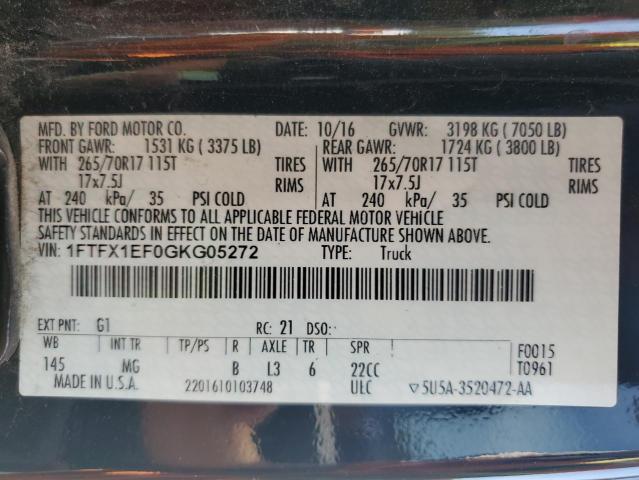 MFD. BY FORD MOTOR CO. DATE: 10/16 GVWR: 3198 KG ( 7050 LB)
FRONT GAWR: 1531 KG ( 3375 LB) REAR GAWR: 1724 KG ( 3800 LB)
WITH 265/70R17 115T TIRES WITH 265/70R17 115T TIRES
17x7.5J RIMS 17x7.5J RIMS
AT 240 kPa/ 35 PSI COLD AT 240 kPa/ 35 PSI COLD
THIS VEHICLE CONFORMS TO ALL APPLICABLE FEDERAL MOTOR VEHICLE
SAFETY STANDARDS IN EFFECT ON THE DATE OF MANUFACTURE SHOWN ABOVE.
VIN: 1FTFX1EF0GKG05272 TYPE: Truck
EXT PNT: G1 RC: 21 DSO:
WB INT TR TP/PS R AXLE TR SPR F0015
145 MG B L3 6 22CC T0961
MADE IN U.S.A. 2201610103748 ULC ▽5U5A-3520472-AA